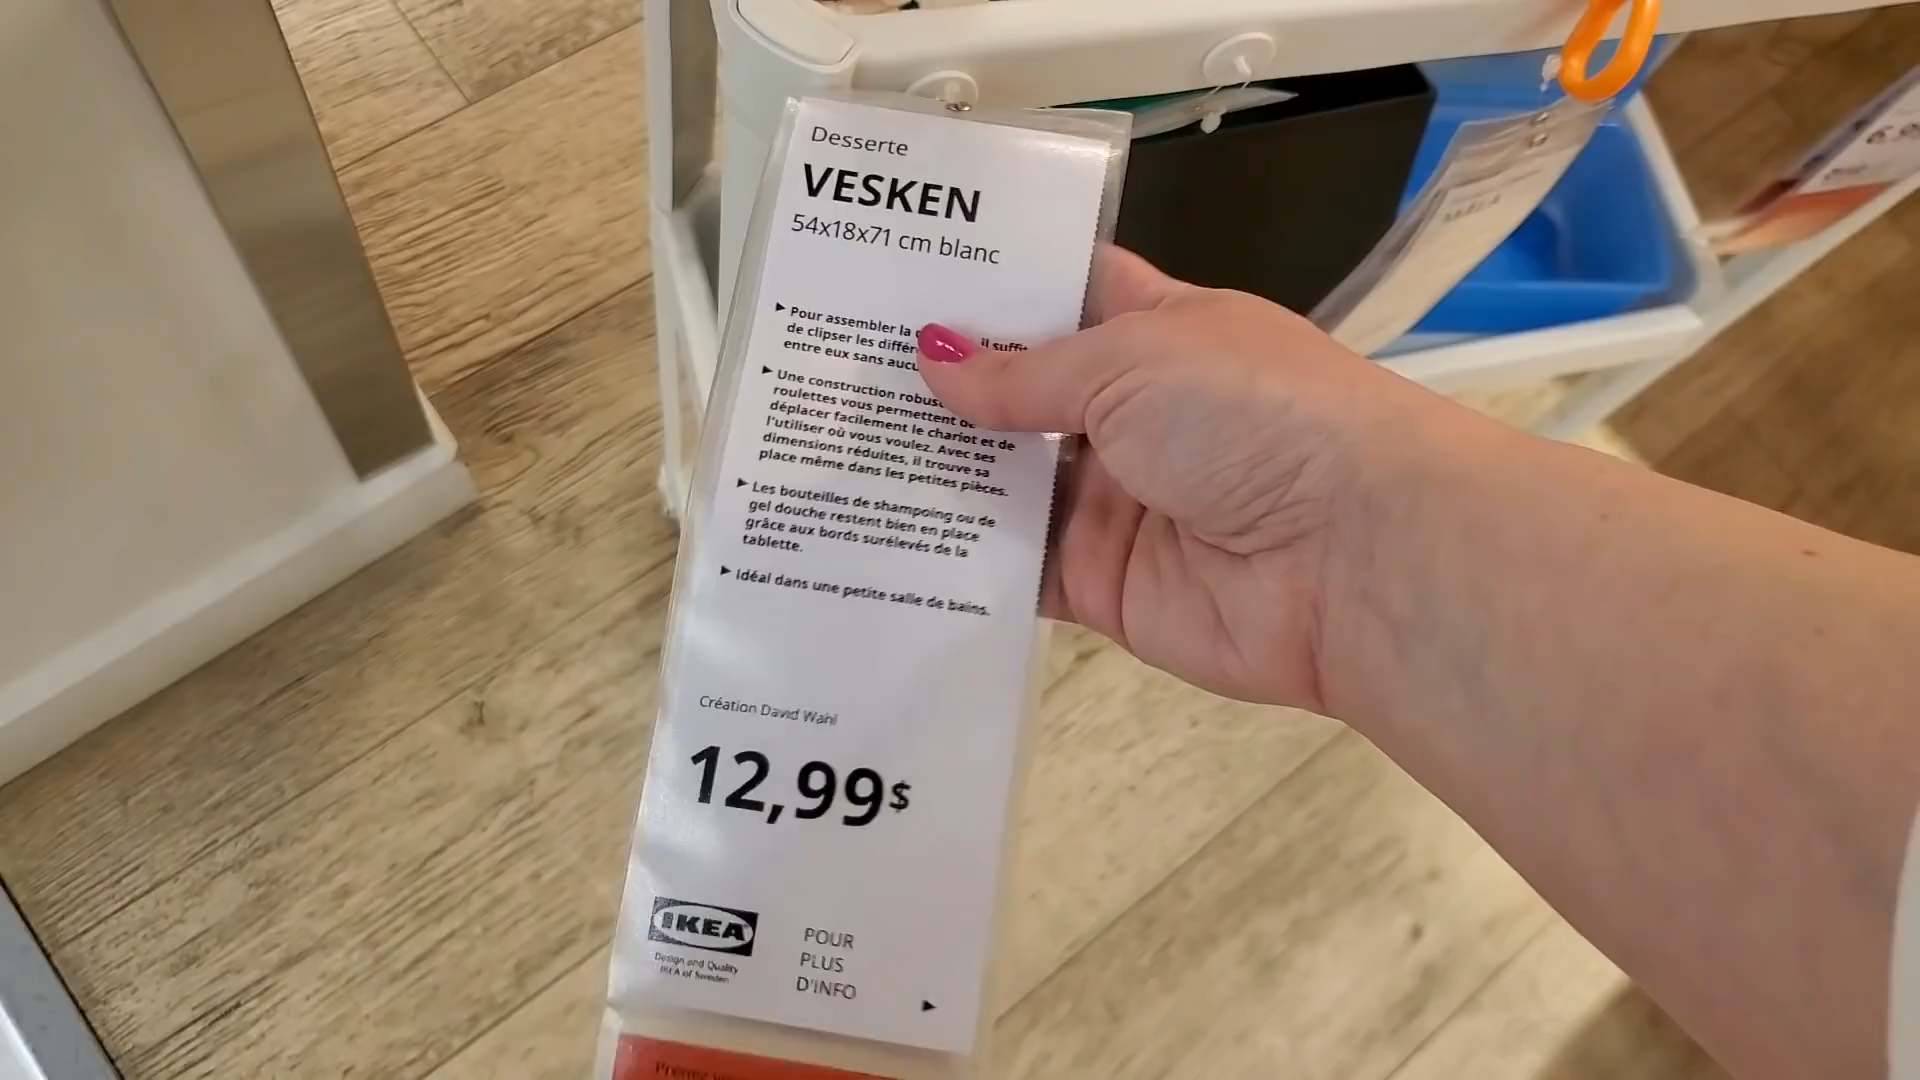 Desserte
VESKEN
54x18x71 cm blanc
► Pour assembler la il suffit
de clipser les
entre eux sans
► Une construction
roulettes vous permettent de
déplacer facilement le chariot et de
l'utiliser où vous voulez. Avec ses
dimensions réduites, il trouve sa
place même dans les petites pièces.
► Les bouteilles de shampoing ou de
gel douche restent bien en place
grâce aux bords surélevés de la
tablette.
► Idéal dans une petite salle de bains.
Création David Wahl
12,99$
IKEA
Design and Quality
IKEA of Sweden
POUR
PLUS
D'INFO
►